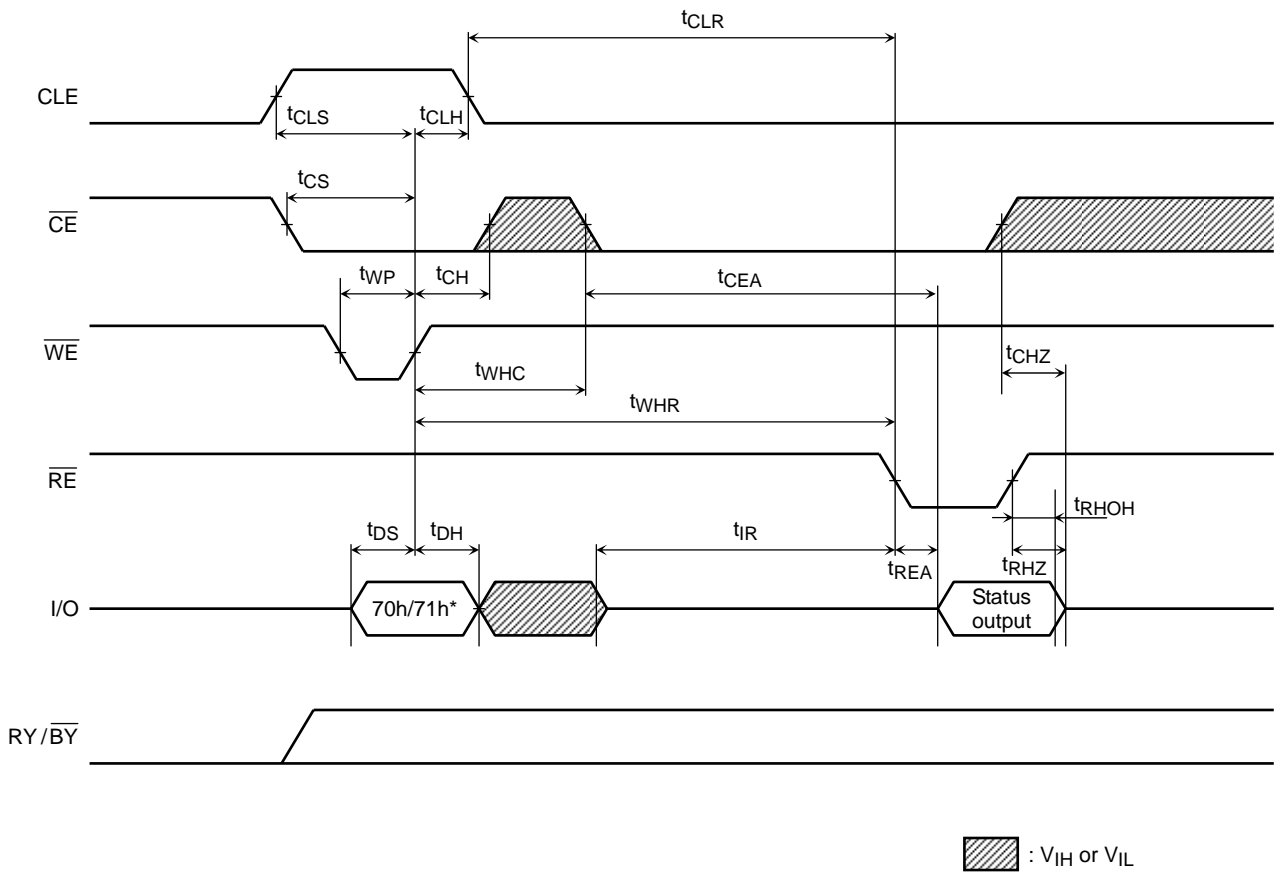 tCLR
CLE
tCLS
tCLH
tCS
CE
tWP
tCH
tCEA
WE
tCHZ
tWHC
tWHR
RE
tRHOH
tDS
tDH
tIR
tREA
tRHZ
I/O
70h/71h*
Status
output
RY/BY
: VIH or VIL